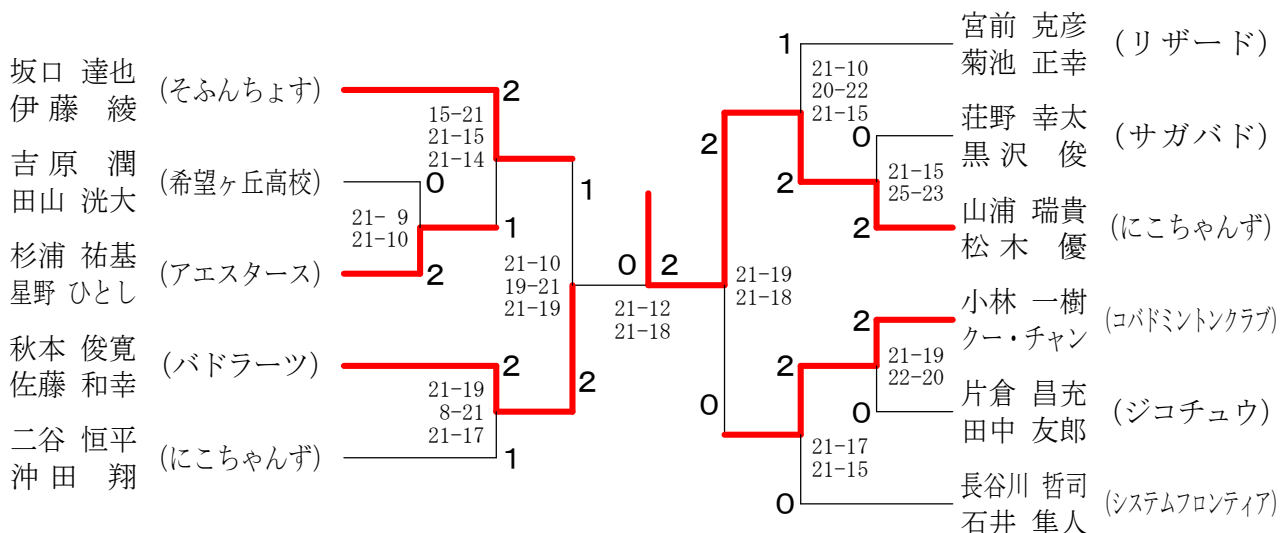 坂口 達也
伊藤 綾
(そふんちょす)
吉原 潤
田山 洸大
(希望ヶ丘高校)
杉浦 祐基
星野 ひとし
(アエスタース)
秋本 俊寛
佐藤 和幸
(バドラーツ)
二谷 恒平
沖田 翔
(にこちゃんず)
2
15-21
21-15
21-14
0
21- 9
21-10
2
1
1
21-10
19-21
21-19
2
21-19
8-21
21-17
1
2
0
2
21-12
21-18
1
21-10
20-22
21-15
2
0
21-15
25-23
2
2
21-19
21-18
0
2
2
21-19
22-20
0
21-17
21-15
0
宮前 克彦
菊池 正幸
(リザード)
荘野 幸太
黒沢 俊
(サガバド)
山浦 瑞貴
松木 優
(にこちゃんず)
小林 一樹
クー・チャン
(コバドミントンクラブ)
片倉 昌充
田中 友郎
(ジコチュウ)
長谷川 哲司
石井 隼人
(システムフロンティア)